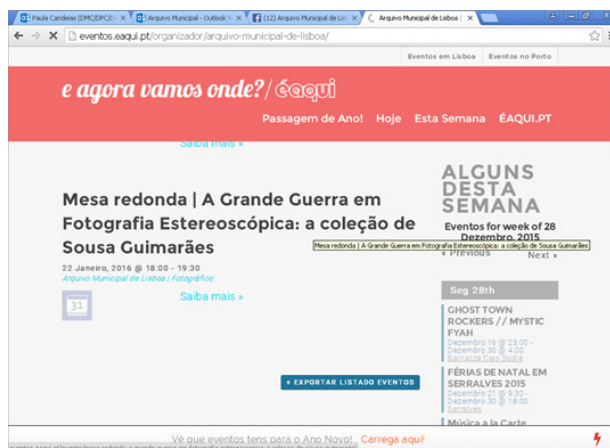 Paula Candeias (DMC/DPC/D
Arquivo Municipal - Outlook
(12) Arquivo Municipal de Lis
Arquivo Municipal de Lisboa |
eventos.eaqui.pt/organizador/arquivo-municipal-de-lisboa/
Eventos em Lisboa Eventos no Porto
e agora vamos onde?/ éaqui
Passagem de Ano! Hoje Esta Semana ÉAQUI.PT
Saiba mais »
Mesa redonda | A Grande Guerra em
Fotografia Estereoscópica: a coleção de
Sousa Guimarães
Mesa redonda | A Grande Guerra em Fotografia Estereoscópica: a coleção de Sousa Guimarães
22 Janeiro, 2016 @ 18:00 - 19:30
Arquivo Municipal de Lisboa | Fotográfico
31
Saiba mais »
+ EXPORTAR LISTADO EVENTOS
ALGUNS
DESTA
SEMANA
Eventos for week of 28
Dezembro, 2015
« Previous Next »
Seg 28th
GHOST TOWN
ROCKERS // MYSTIC
FYAH
Dezembro 16 @ 23:00 -
Dezembro 30 @ 4:00
Bainazza Cais Sodré
FÉRIAS DE NATAL EM
SERRALVES 2015
Dezembro 21 @ 9:30 -
Dezembro 30 @ 18:00
Serralves
Música a la Carte
Vê que eventos tens para o Ano Novo!.. Carrega aqui!